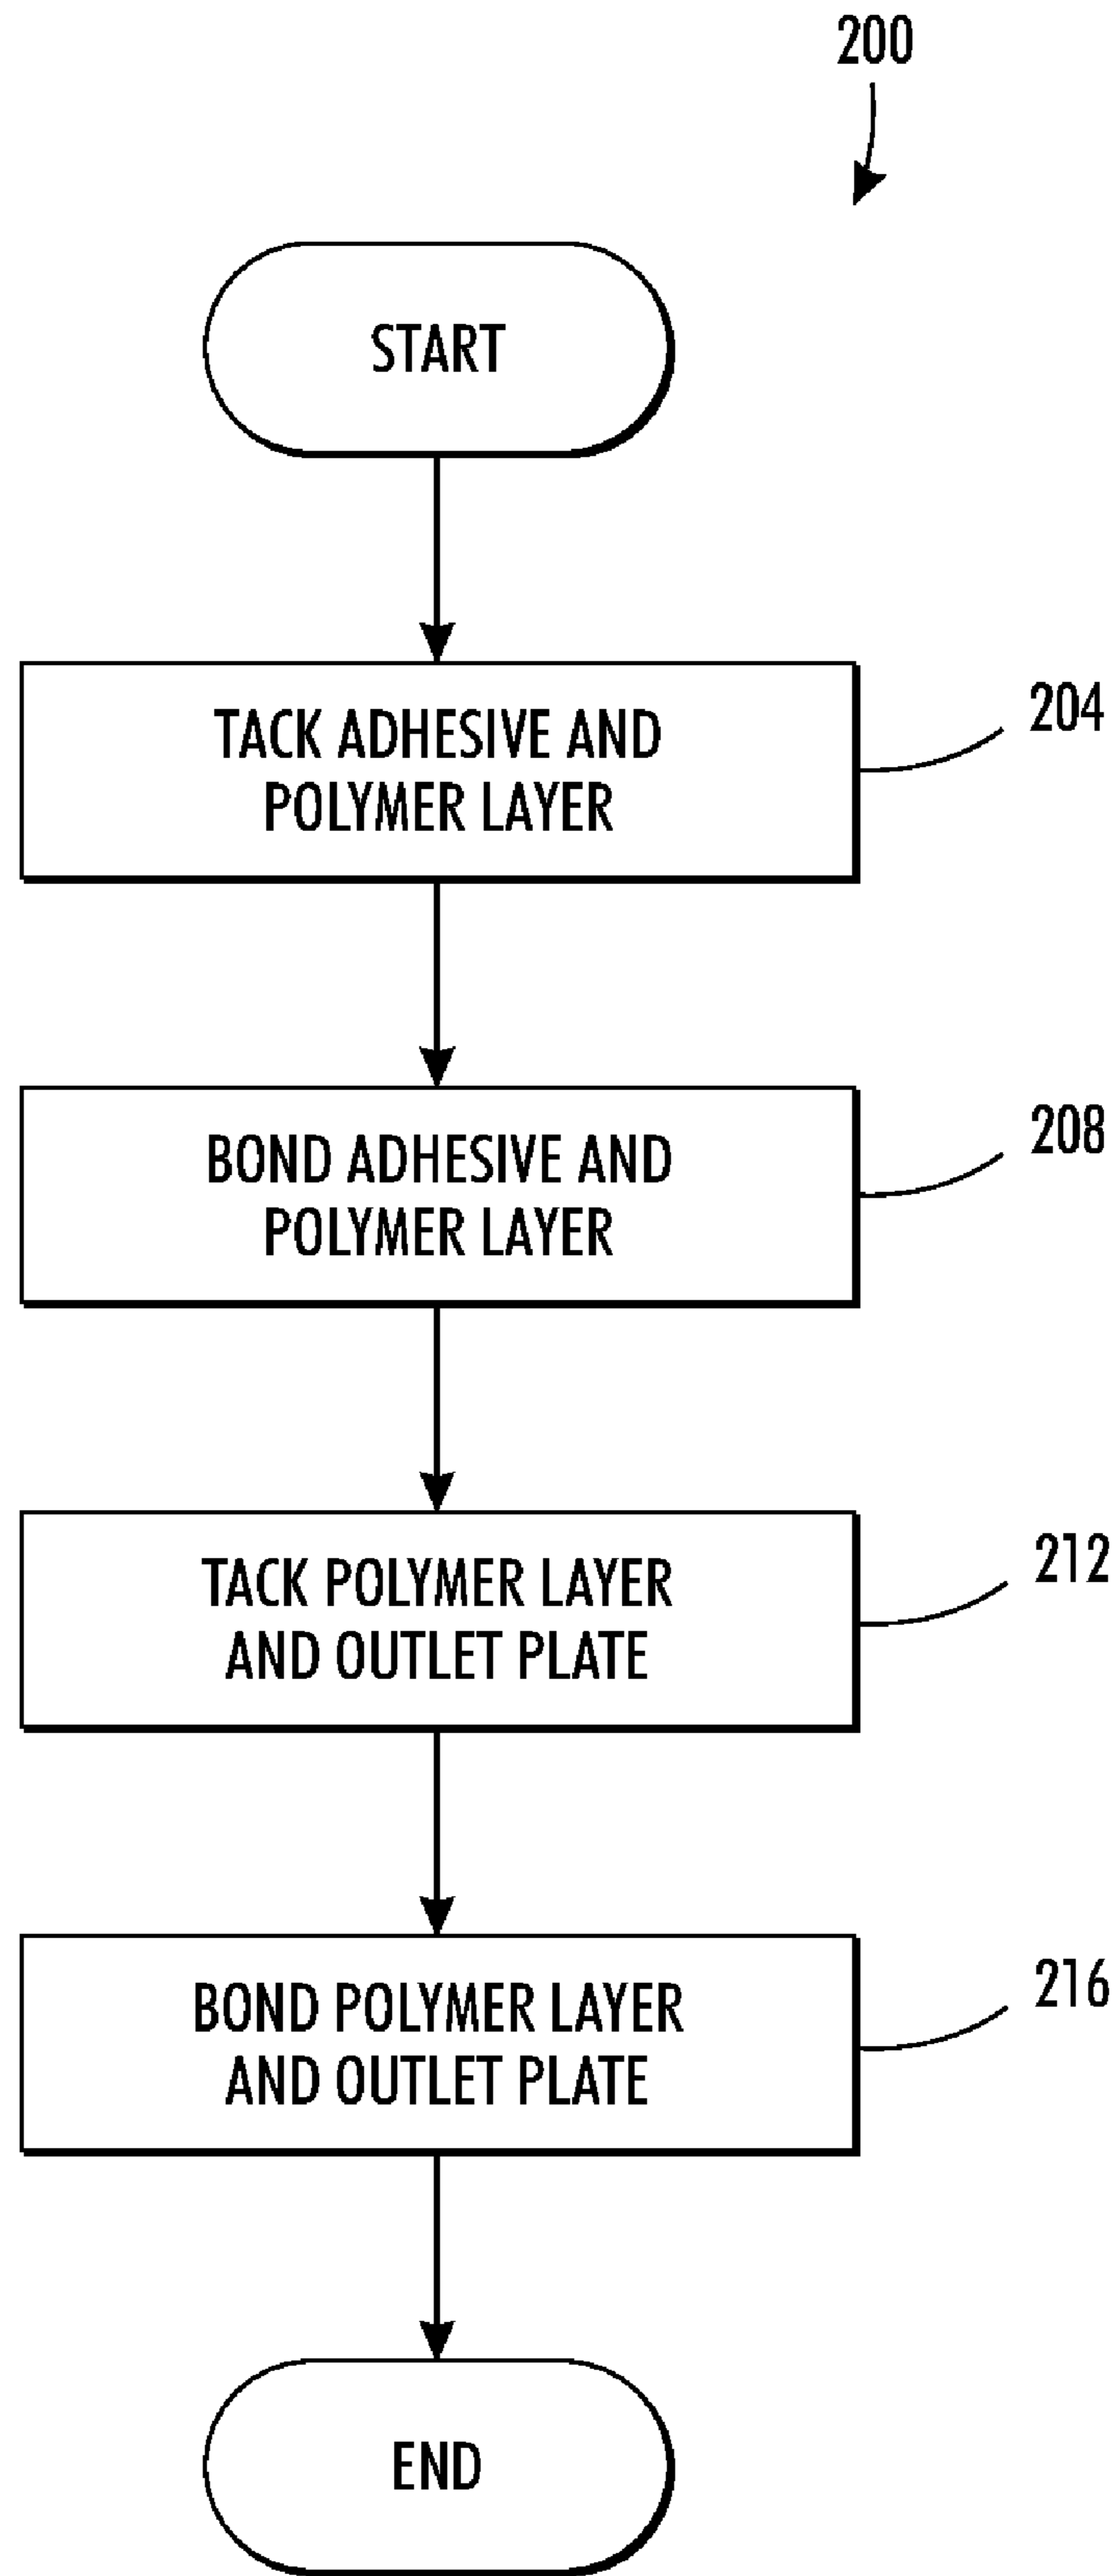 200
START
TACK ADHESIVE AND
POLYMER LAYER
204
BOND ADHESIVE AND
POLYMER LAYER
208
TACK POLYMER LAYER
AND OUTLET PLATE
212
BOND POLYMER LAYER
AND OUTLET PLATE
216
END